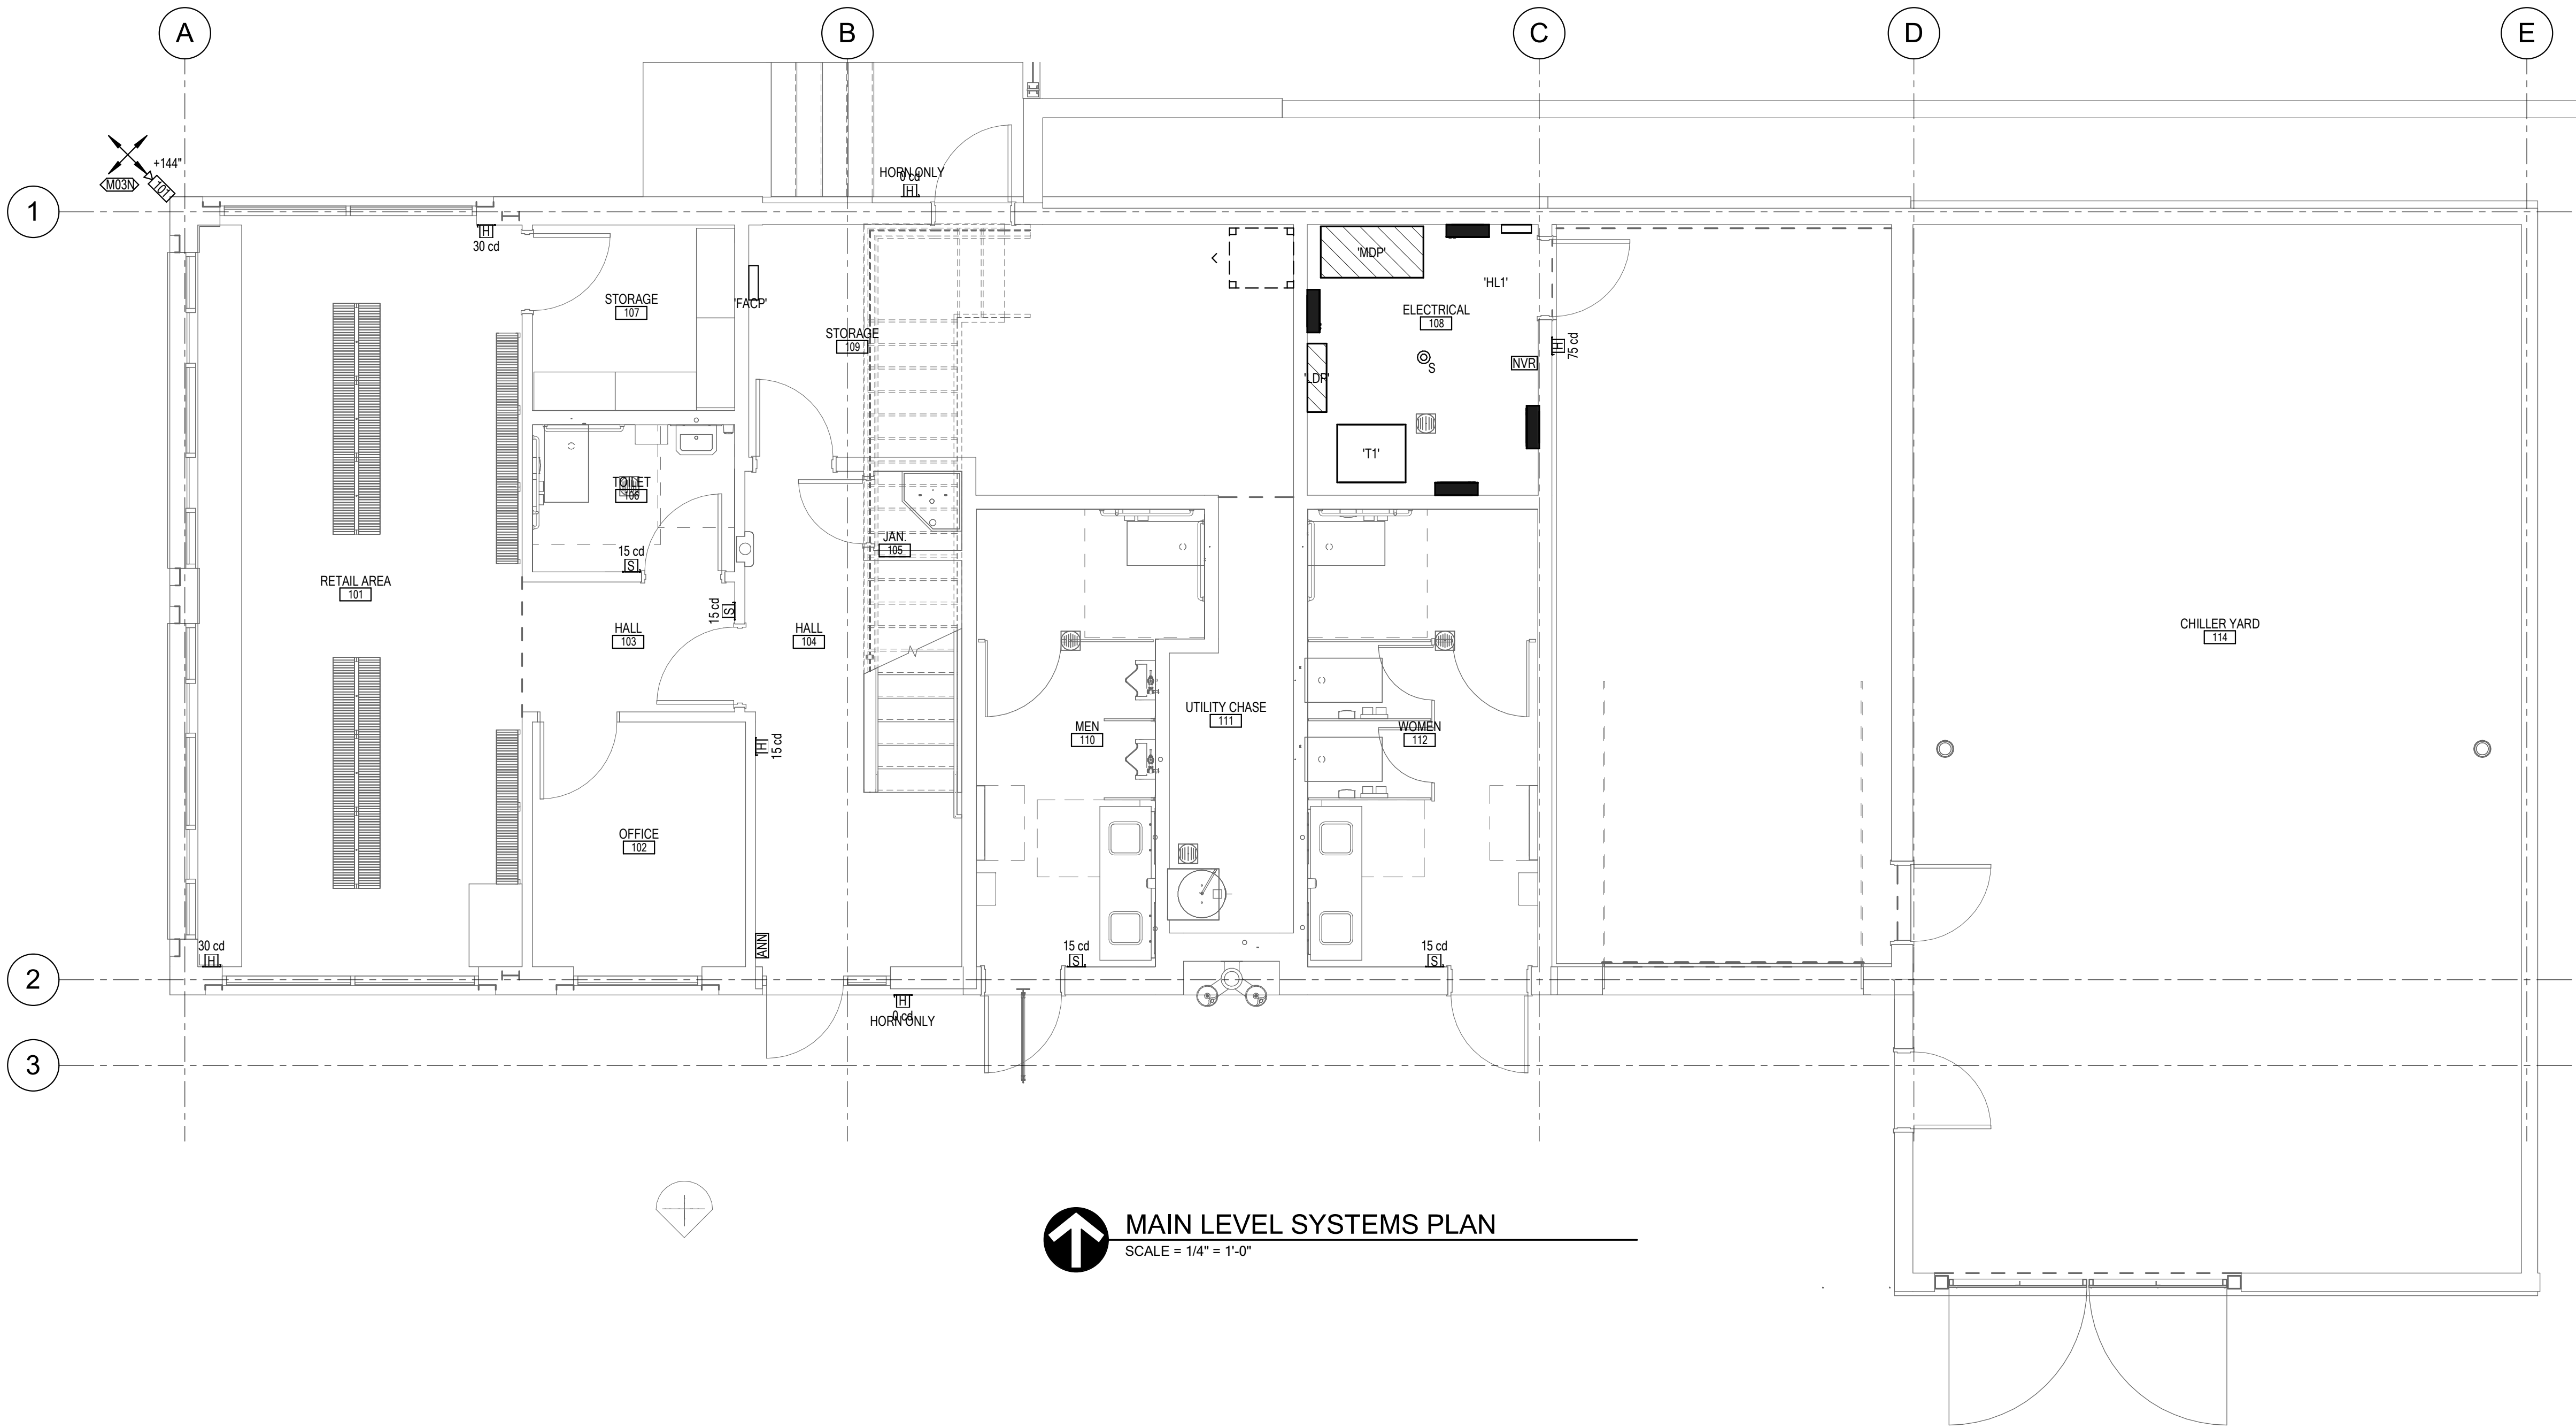 A
B
C
D
E
+144"
M03N
101
HORN ONLY
0 cd
H
1
H
30 cd
'MDP'
'HL1'
STORAGE
107
'FACP'
ELECTRICAL
108
STORAGE
109
H
75 cd
NVR
S
'LDP'
'T1'
TOILET
106
JAN.
105
15 cd
S
RETAIL AREA
101
15 cd
S
HALL
103
HALL
104
CHILLER YARD
114
UTILITY CHASE
111
MEN
110
WOMEN
112
H
15 cd
OFFICE
102
ANN
30 cd
H
15 cd
S
15 cd
S
2
H
0 cd
HORN ONLY
3
MAIN LEVEL SYSTEMS PLAN
SCALE = 1/4" = 1'-0"